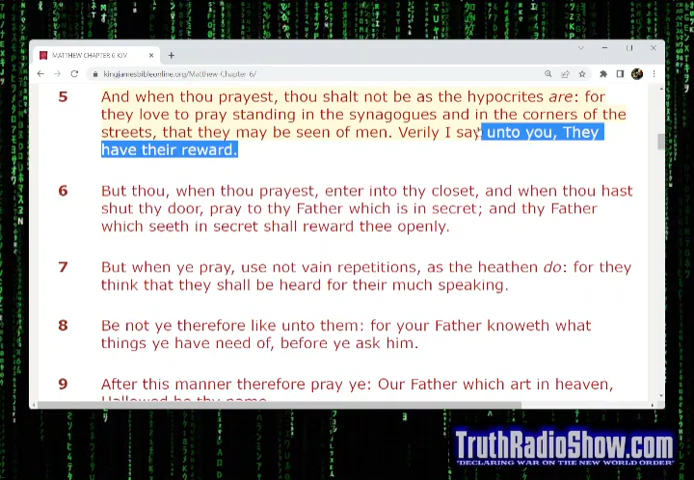 MATTHEW CHAPTER 6 KJV
kingjamesbibleonline.org/Matthew-Chapter-6/
5 And when thou prayest, thou shalt not be as the hypocrites are: for
they love to pray standing in the synagogues and in the corners of the
streets, that they may be seen of men. Verily I say unto you, They
have their reward.
6 But thou, when thou prayest, enter into thy closet, and when thou hast
shut thy door, pray to thy Father which is in secret; and thy Father
which seeth in secret shall reward thee openly.
7 But when ye pray, use not vain repetitions, as the heathen do: for they
think that they shall be heard for their much speaking.
8 Be not ye therefore like unto them: for your Father knoweth what
things ye have need of, before ye ask him.
9 After this manner therefore pray ye: Our Father which art in heaven,
Hallowed be thy name.
TruthRadioShow.com
"DECLARING WAR ON THE NEW WORLD ORDER"